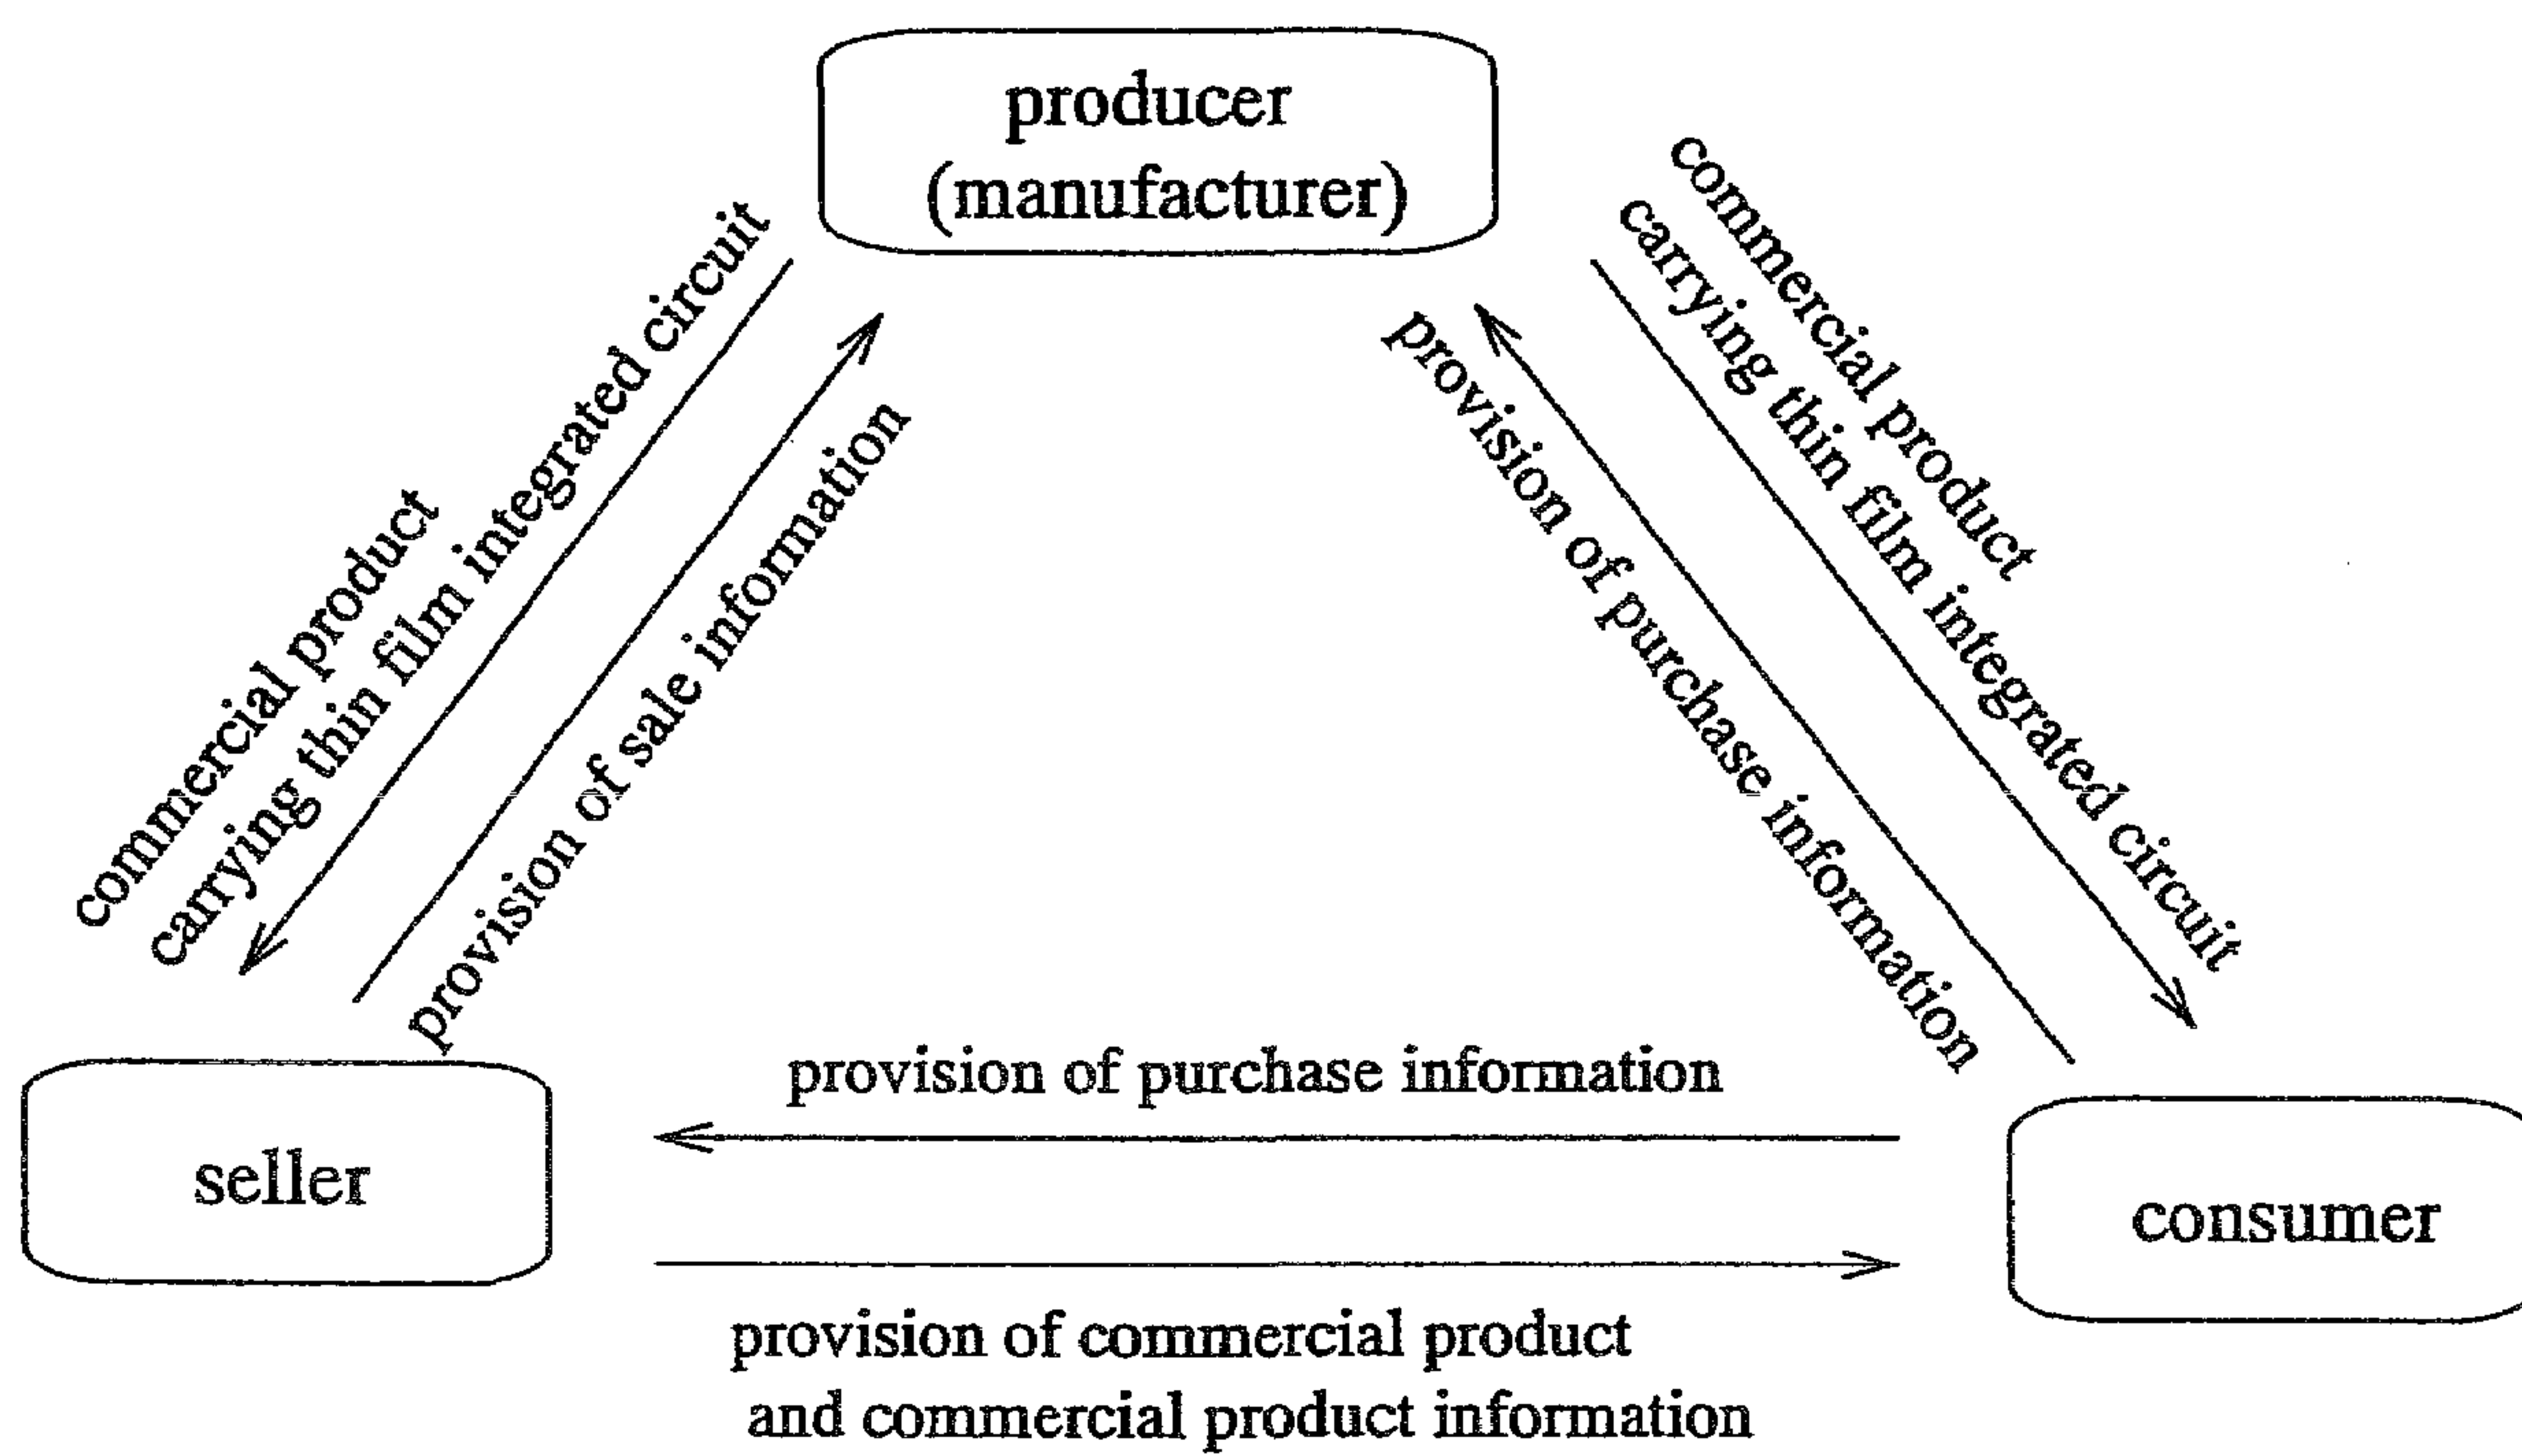 producer
(manufacturer)
commercial product
carrying thin film integrated circuit
provision of sale information
commercial product
carrying thin film integrated circuit
provision of purchase information
provision of purchase information
seller
consumer
provision of commercial product
and commercial product information